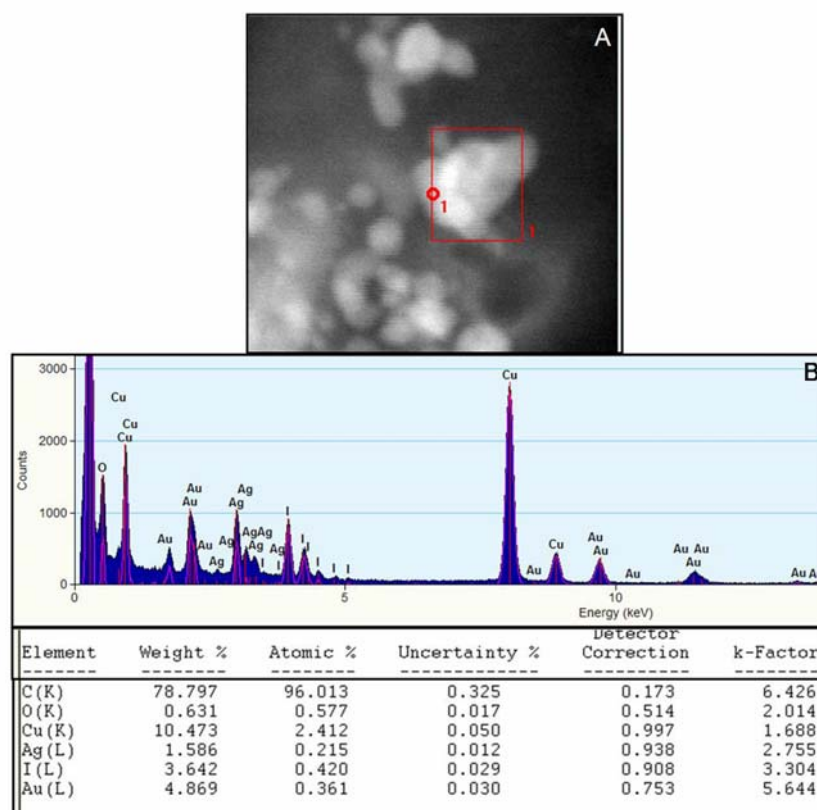 A
1
1
B
3000
2000
1000
0
Counts
Cu
Cu
Cu
O
Au
Au
Au
Au
Ag
Ag
Ag
Ag
Ag Ag
Ag
Ag
I
I
I
I
I
I
I
Cu
Au
Cu
Au
Au
Au
Au Au
Au
Au
0
5
10
Energy (keV)
Element Weight % Atomic % Uncertainty % Detector Correction k-Factor
C(K) 78.797 96.013 0.325 0.173 6.426
O(K) 0.631 0.577 0.017 0.514 2.014
Cu(K) 10.473 2.412 0.050 0.997 1.688
Ag(L) 1.586 0.215 0.012 0.938 2.755
I(L) 3.642 0.420 0.029 0.908 3.304
Au(L) 4.869 0.361 0.030 0.753 5.644